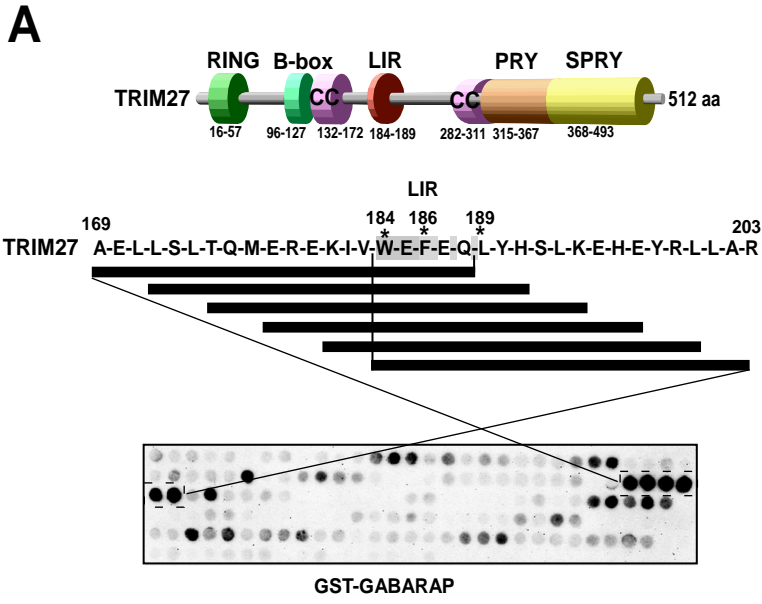 A
RING B-box LIR PRY SPRY
TRIM27 CC CC 512 aa
16-57 96-127 132-172 184-189 282-311 315-367 368-493
LIR
169 184 186 189 203
* * *
TRIM27 A-E-L-L-S-L-T-Q-M-E-R-E-K-I-V-W-E-F-E-Q-L-Y-H-S-L-K-E-H-E-Y-R-L-L-A-R
GST-GABARAP